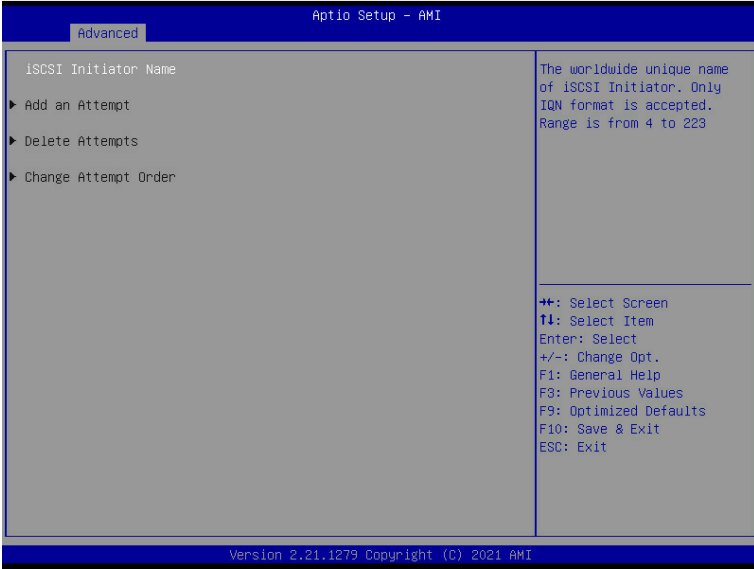 Aptio Setup – AMI
Advanced
iSCSI Initiator Name
▶ Add an Attempt
▶ Delete Attempts
▶ Change Attempt Order
The worldwide unique name
of iSCSI Initiator. Only
IQN format is accepted.
Range is from 4 to 223
→←: Select Screen
↑↓: Select Item
Enter: Select
+/-: Change Opt.
F1: General Help
F3: Previous Values
F9: Optimized Defaults
F10: Save & Exit
ESC: Exit
Version 2.21.1279 Copyright (C) 2021 AMI